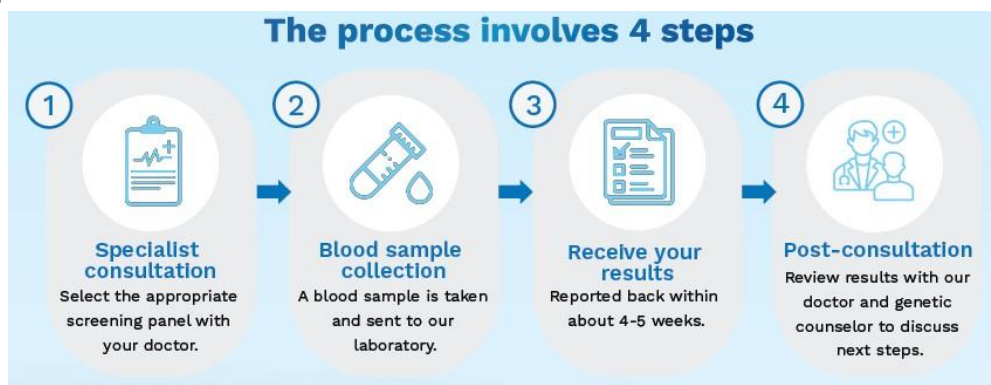 The process involves 4 steps
1
Specialist
consultation
Select the appropriate
screening panel with
your doctor.
2
Blood sample
collection
A blood sample is taken
and sent to our
laboratory.
3
Receive your
results
Reported back within
about 4-5 weeks.
4
Post-consultation
Review results with our
doctor and genetic
counselor to discuss
next steps.